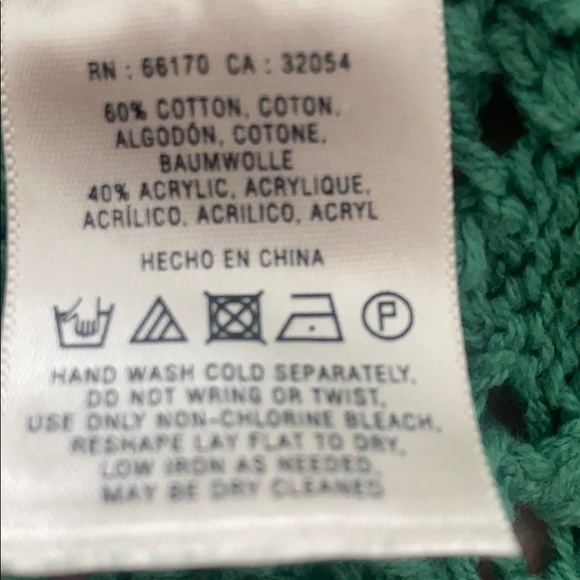 RN : 66170 CA : 32054
60% COTTON, COTON,
ALGODÓN, COTONE,
BAUMWOLLE
40% ACRYLIC, ACRYLIQUE,
ACRÍLICO, ACRILICO, ACRYL
HECHO EN CHINA
P
HAND WASH COLD SEPARATELY,
DO NOT WRING OR TWIST,
USE ONLY NON-CHLORINE BLEACH,
RESHAPE LAY FLAT TO DRY,
LOW IRON AS NEEDED,
MAY BE DRY CLEANED